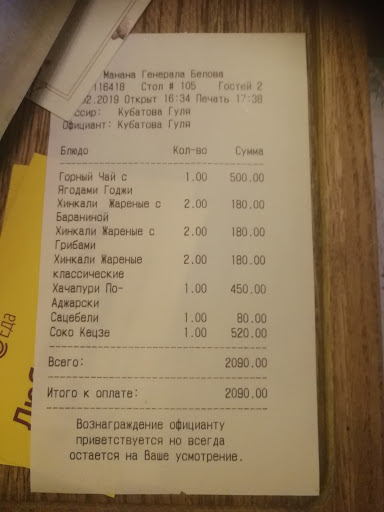 Манана Генерала Белова
116418 Стол # 105 Гостей 2
02.2019 Открыт 16:34 Печать 17:38
Кубатова Гуля
Официант: Кубатова Гуля
Блюдо Кол-во Сумма
Горный Чай с 1.00 500.00
Ягодами Годжи
Хинкали Жареные с 2.00 180.00
Бараниной
Хинкали Жареные с 2.00 180.00
Грибами
Хинкали Жареные 2.00 180.00
классические
Хачапури По- 1.00 450.00
Аджарски
Сацебели 1.00 80.00
Соко Кецзе 1.00 520.00
Всего: 2090.00
Итого к оплате: 2090.00
Вознаграждение официанту
приветствуется но всегда
остается на Ваше усмотрение.
еда